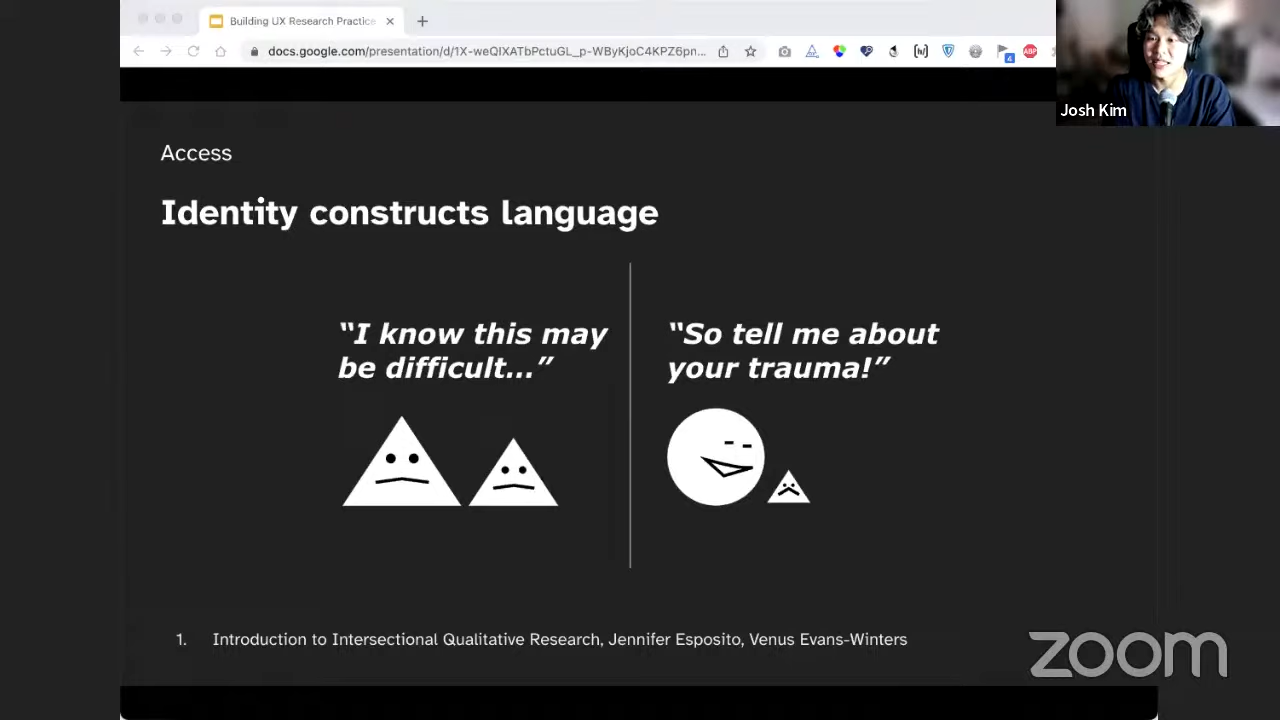 Building UX Research Practice
docs.google.com/presentation/d/1X-weQIXATbPctuGL_p-WByKjoC4KPZ6pn...
[w]
4
ABP
Josh Kim
Access
Identity constructs language
“I know this may
be difficult...”
“So tell me about
your trauma!”
1. Introduction to Intersectional Qualitative Research, Jennifer Esposito, Venus Evans-Winters
zoom